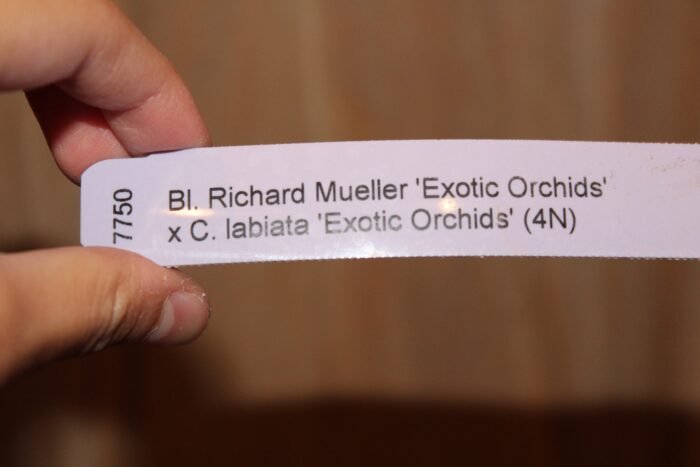 7750
Bl. Richard Mueller 'Exotic Orchids'
x C. labiata 'Exotic Orchids' (4N)